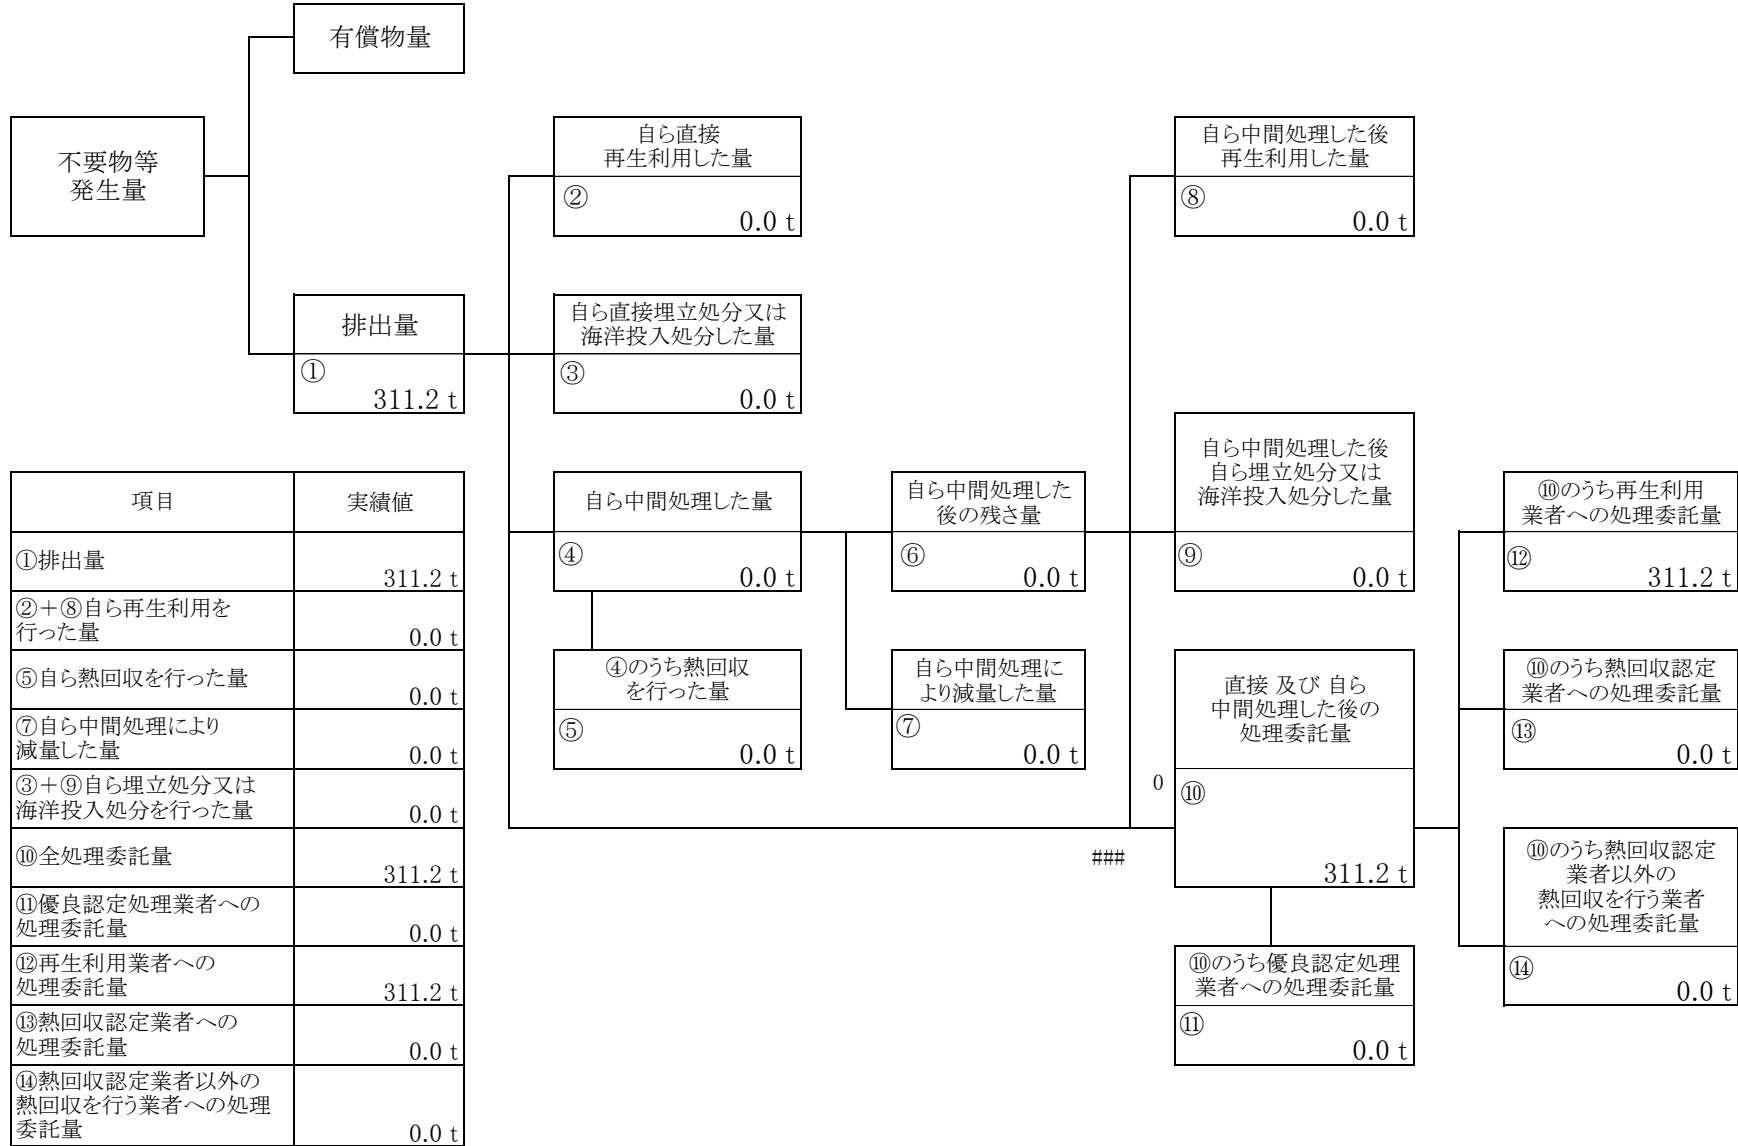 有償物量
不要物等
発生量
自ら直接
再生利用した量
②
0.0 t
自ら中間処理した後
再生利用した量
⑧
0.0 t
排出量
①
311.2 t
自ら直接埋立処分又は
海洋投入処分した量
③
0.0 t
自ら中間処理した量
④
0.0 t
自ら中間処理した
後の残さ量
⑥
0.0 t
自ら中間処理した後
自ら埋立処分又は
海洋投入処分した量
⑨
0.0 t
⑩のうち再生利用
業者への処理委託量
⑫
311.2 t
④のうち熱回収
を行った量
⑤
0.0 t
自ら中間処理に
より減量した量
⑦
0.0 t
直接 及び 自ら
中間処理した後の
処理委託量
0
⑩
###
311.2 t
⑩のうち熱回収認定
業者への処理委託量
⑬
0.0 t
⑩のうち熱回収認定
業者以外の
熱回収を行う業者
への処理委託量
⑭
0.0 t
⑩のうち優良認定処理
業者への処理委託量
⑪
0.0 t
項目 実績値
①排出量
311.2 t
②＋⑧自ら再生利用を
行った量
0.0 t
⑤自ら熱回収を行った量
0.0 t
⑦自ら中間処理により
減量した量
0.0 t
③＋⑨自ら埋立処分又は
海洋投入処分を行った量
0.0 t
⑩全処理委託量
311.2 t
⑪優良認定処理業者への
処理委託量
0.0 t
⑫再生利用業者への
処理委託量
311.2 t
⑬熱回収認定業者への
処理委託量
0.0 t
⑭熱回収認定業者以外の
熱回収を行う業者への処理
委託量
0.0 t